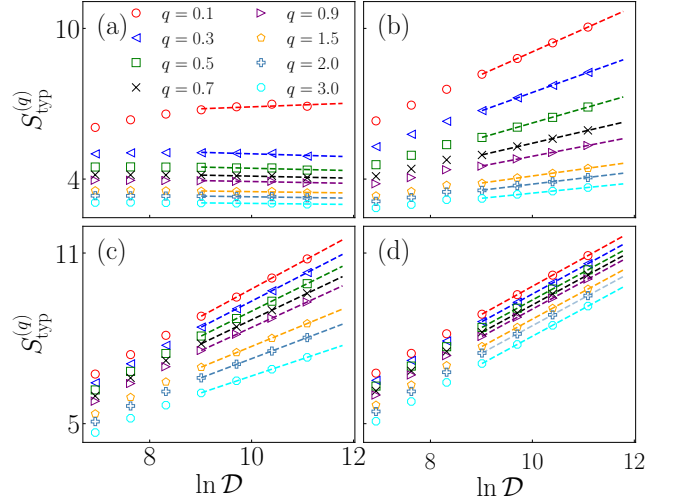 (a)
q = 0.1
q = 0.3
q = 0.5
q = 0.7
q = 0.9
q = 1.5
q = 2.0
q = 3.0
(b)
10
4
S_typ^(q)
(c)
(d)
11
5
S_typ^(q)
8 10 12
8 10 12
ln 𝒟
ln 𝒟